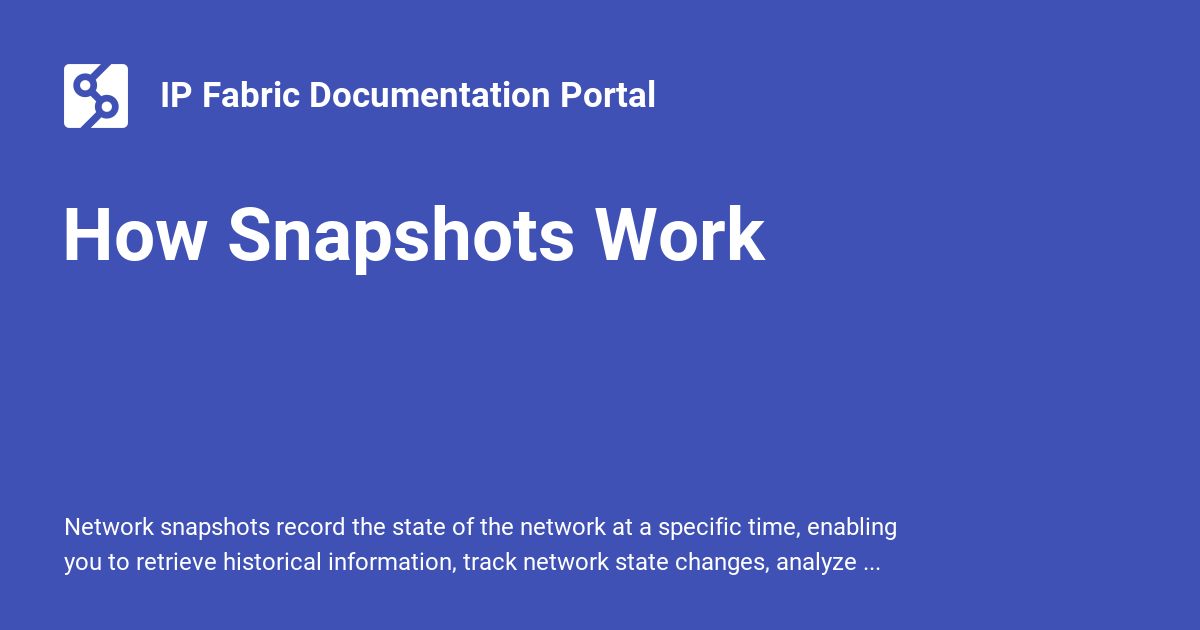 IP Fabric Documentation Portal
How Snapshots Work
Network snapshots record the state of the network at a specific time, enabling
you to retrieve historical information, track network state changes, analyze ...